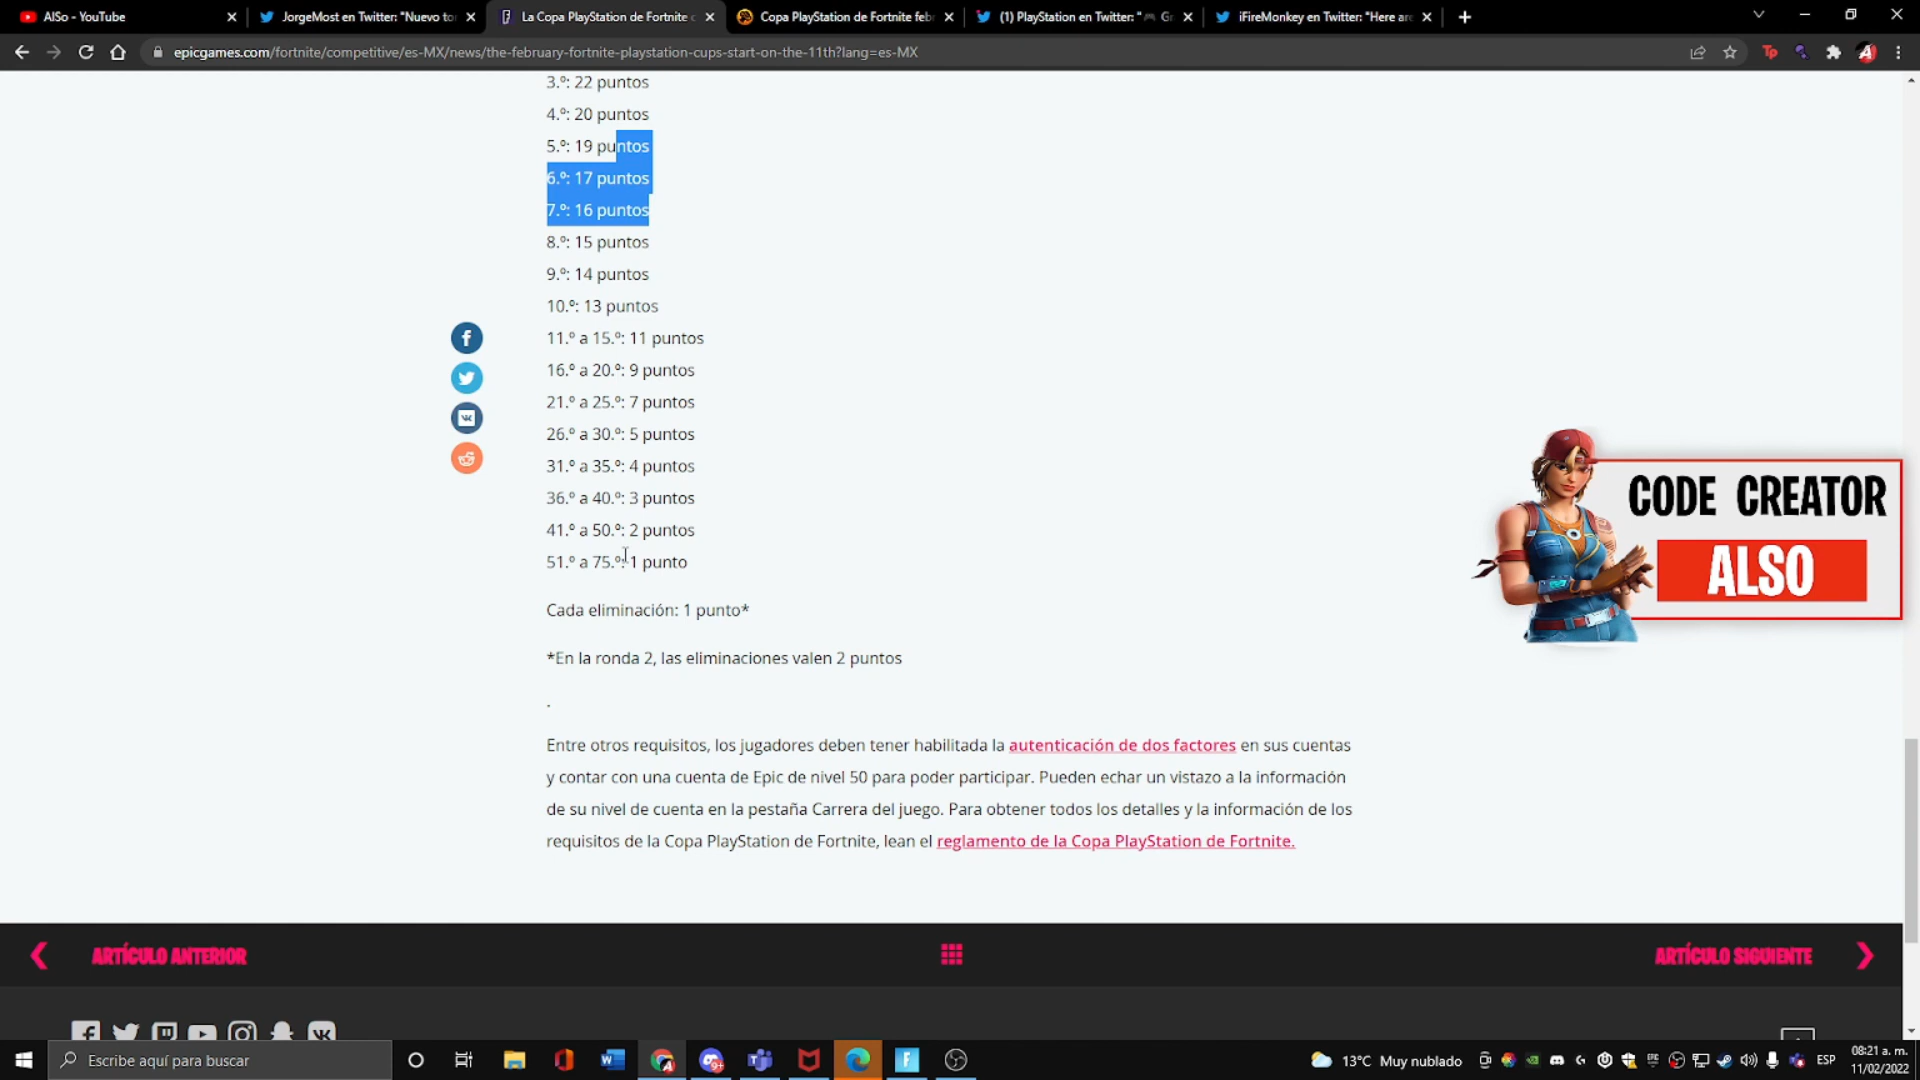 AlSo - YouTube
JorgeMost en Twitter: "Nuevo to
La Copa PlayStation de Fortnite c
Copa PlayStation de Fortnite feb
(1) PlayStation en Twitter: "🎮 G
iFireMonkey en Twitter: "Here are
epicgames.com/fortnite/competitive/es-MX/news/the-february-fortnite-playstation-cups-start-on-the-11th?lang=es-MX
3.º: 22 puntos
4.º: 20 puntos
5.º: 19 puntos
6.º: 17 puntos
7.º: 16 puntos
8.º: 15 puntos
9.º: 14 puntos
10.º: 13 puntos
11.º a 15.º: 11 puntos
16.º a 20.º: 9 puntos
21.º a 25.º: 7 puntos
26.º a 30.º: 5 puntos
31.º a 35.º: 4 puntos
36.º a 40.º: 3 puntos
41.º a 50.º: 2 puntos
51.º a 75.º: 1 punto
CODE CREATOR
ALSO
Cada eliminación: 1 punto*
*En la ronda 2, las eliminaciones valen 2 puntos
.
Entre otros requisitos, los jugadores deben tener habilitada la autenticación de dos factores en sus cuentas
y contar con una cuenta de Epic de nivel 50 para poder participar. Pueden echar un vistazo a la información
de su nivel de cuenta en la pestaña Carrera del juego. Para obtener todos los detalles y la información de los
requisitos de la Copa PlayStation de Fortnite, lean el reglamento de la Copa PlayStation de Fortnite.
ARTÍCULO ANTERIOR
ARTÍCULO SIGUIENTE
Escribe aquí para buscar
13°C Muy nublado
ESP
08:21 a. m.
11/02/2022